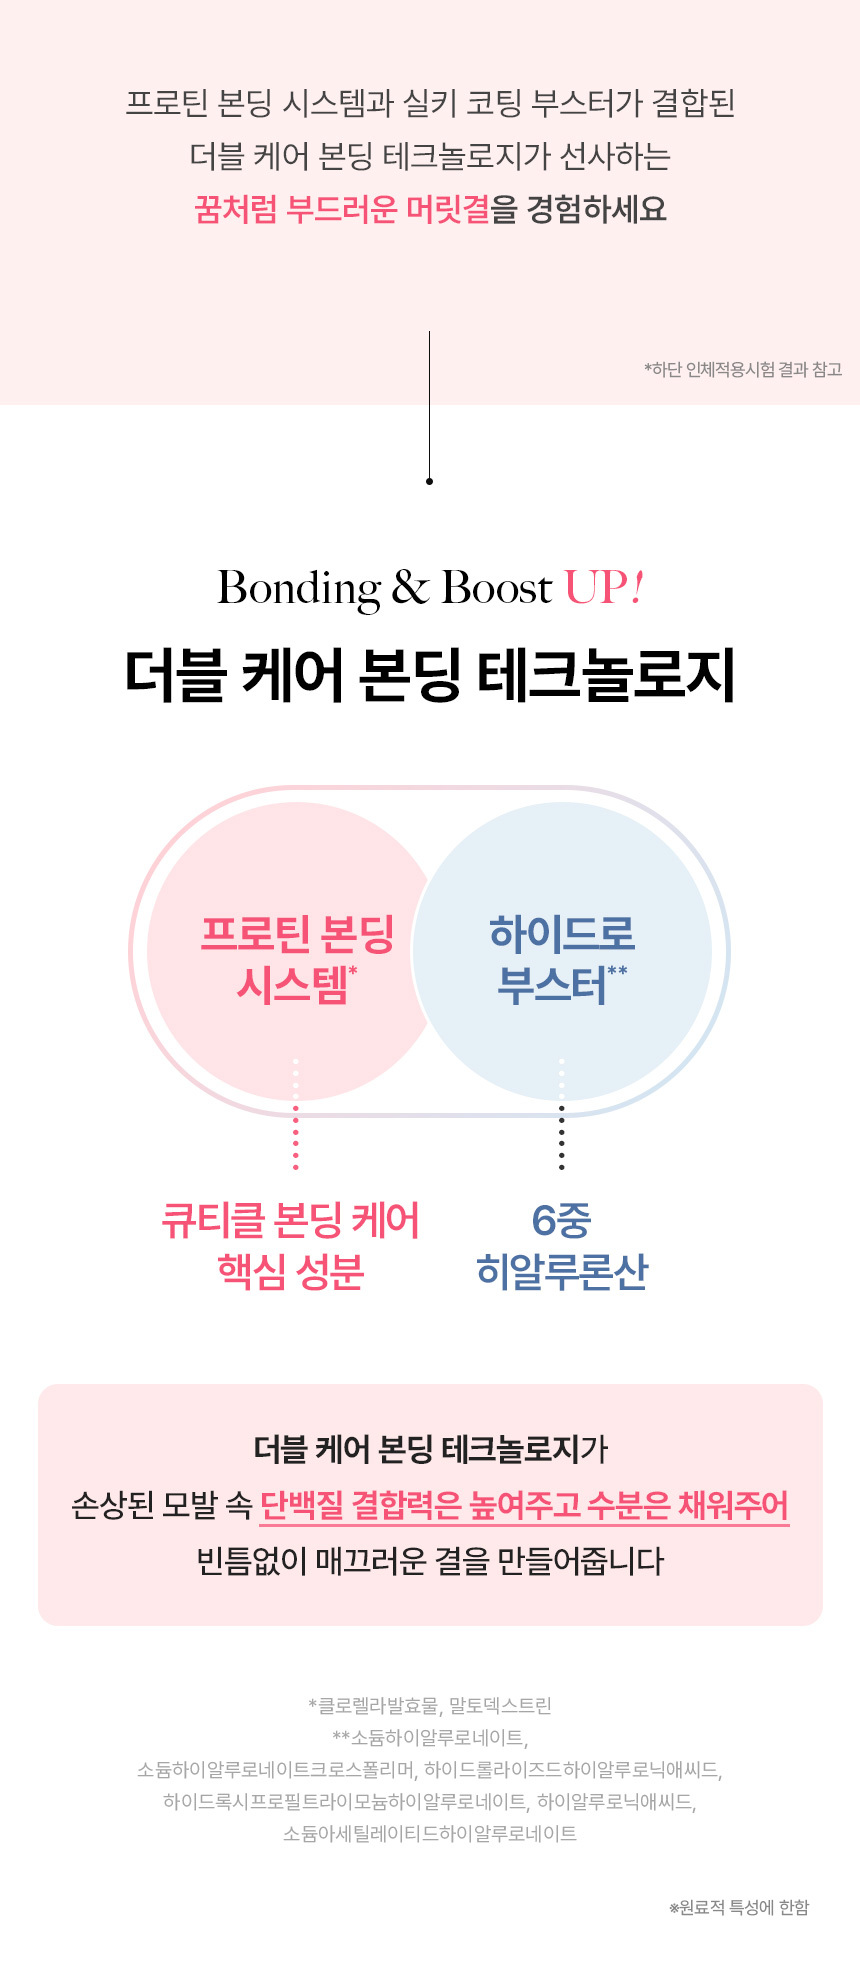 프로틴 본딩 시스템과 실키 코팅 부스터가 결합된
더블 케어 본딩 테크놀로지가 선사하는
꿈처럼 부드러운 머릿결을 경험하세요
*하단 인체적용시험 결과 참고
Bonding & Boost UP!
더블 케어 본딩 테크놀로지
프로틴 본딩
시스템*
하이드로
부스터**
큐티클 본딩 케어
핵심 성분
6중
히알루론산
더블 케어 본딩 테크놀로지가
손상된 모발 속 단백질 결합력은 높여주고 수분은 채워주어
빈틈없이 매끄러운 결을 만들어줍니다
*클로렐라발효물, 말토덱스트린
**소듐하이알루로네이트,
소듐하이알루로네이트크로스폴리머, 하이드롤라이즈드하이알루로닉애씨드,
하이드록시프로필트라이모늄하이알루로네이트, 하이알루로닉애씨드,
소듐아세틸레이티드하이알루로네이트
※원료적 특성에 한함